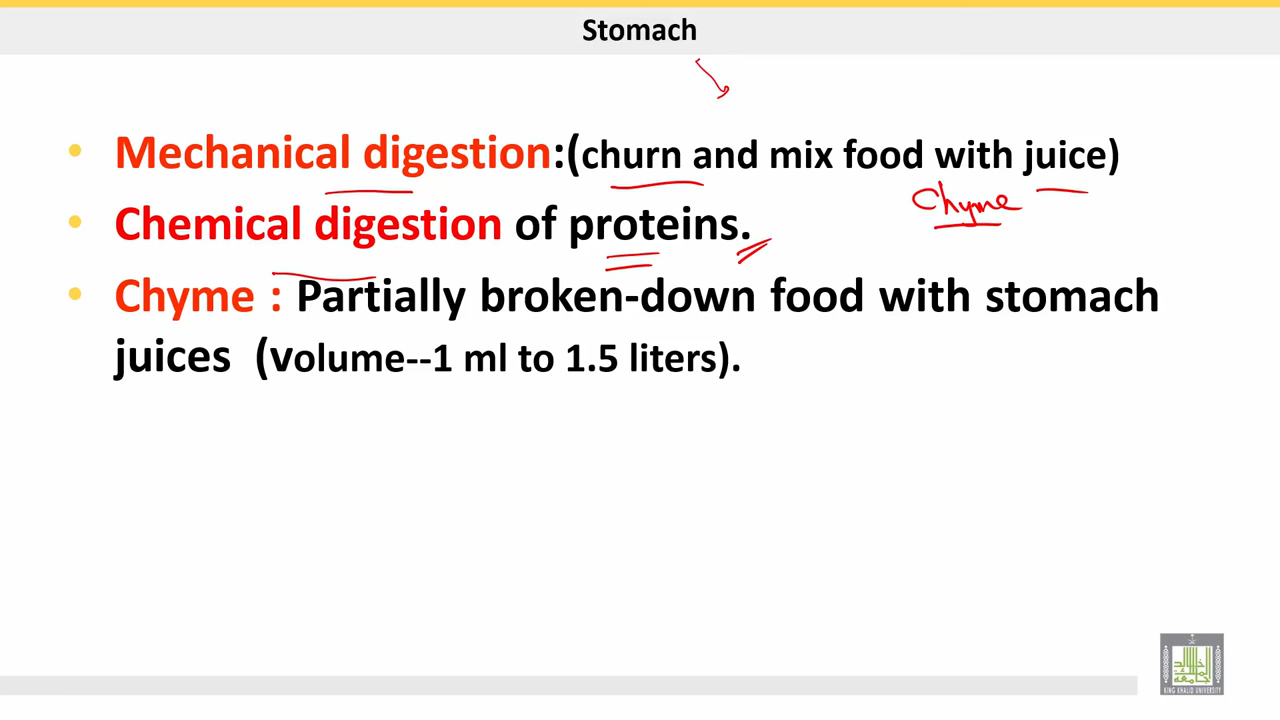 Stomach
• Mechanical digestion:(churn and mix food with juice)
Chyme
• Chemical digestion of proteins.
• Chyme : Partially broken-down food with stomach
juices (volume--1 ml to 1.5 liters).
KING KHALID UNIVERSITY